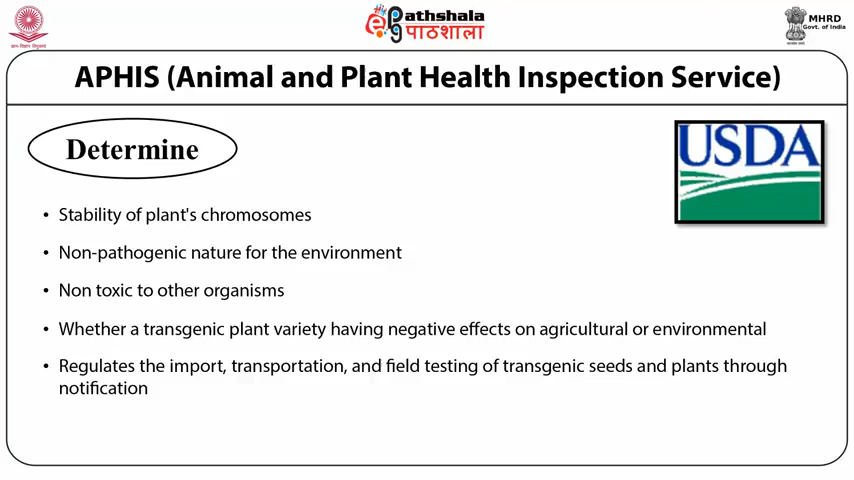 ePathshala
पाठशाला
MHRD
Govt. of India
APHIS (Animal and Plant Health Inspection Service)
Determine
USDA
• Stability of plant's chromosomes
• Non-pathogenic nature for the environment
• Non toxic to other organisms
• Whether a transgenic plant variety having negative effects on agricultural or environmental
• Regulates the import, transportation, and field testing of transgenic seeds and plants through
notification